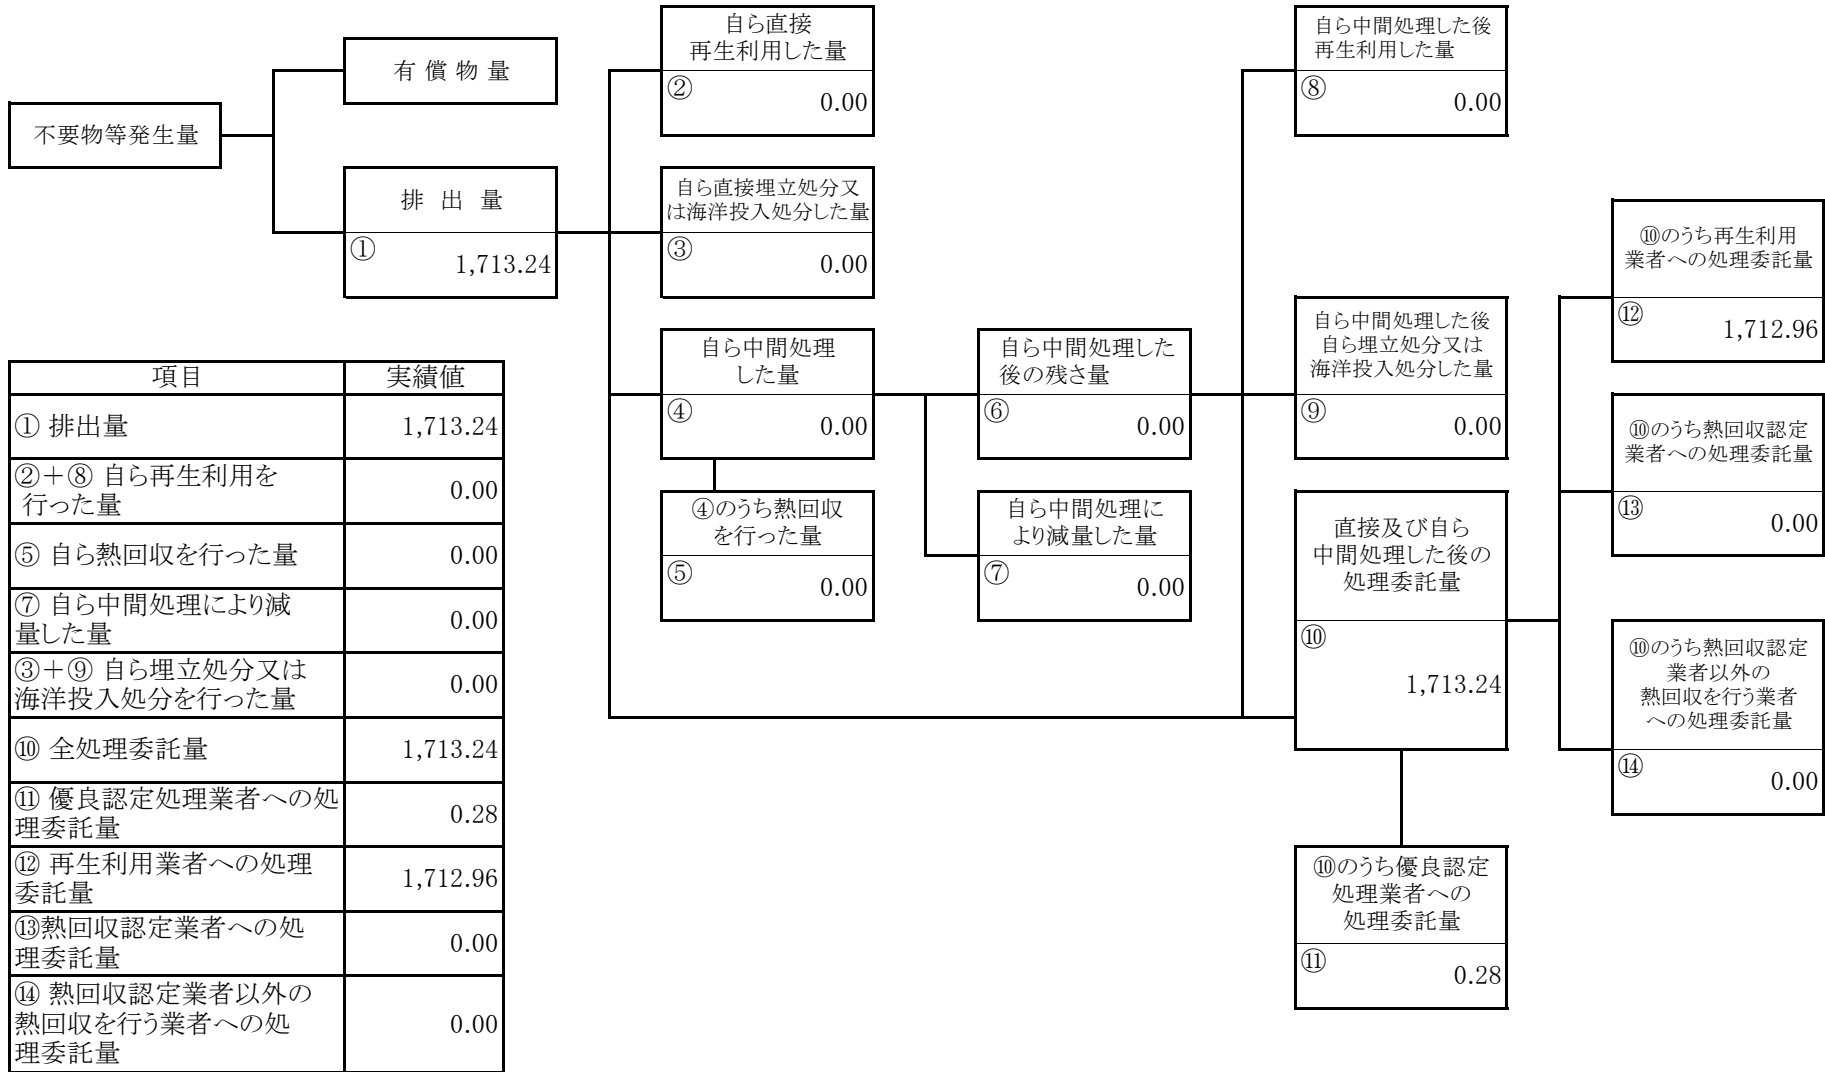 不要物等発生量
有 償 物 量
排 出 量
①
1,713.24
自ら直接
再生利用した量
②
0.00
自ら直接埋立処分又
は海洋投入処分した量
③
0.00
自ら中間処理
した量
④
0.00
④のうち熱回収
を行った量
⑤
0.00
自ら中間処理した
後の残さ量
⑥
0.00
自ら中間処理に
より減量した量
⑦
0.00
自ら中間処理した後
再生利用した量
⑧
0.00
自ら中間処理した後
自ら埋立処分又は
海洋投入処分した量
⑨
0.00
直接及び自ら
中間処理した後の
処理委託量
⑩
1,713.24
⑩のうち優良認定
処理業者への
処理委託量
⑪
0.28
⑩のうち再生利用
業者への処理委託量
⑫
1,712.96
⑩のうち熱回収認定
業者への処理委託量
⑬
0.00
⑩のうち熱回収認定
業者以外の
熱回収を行う業者
への処理委託量
⑭
0.00
項目 実績値
① 排出量 1,713.24
②＋⑧ 自ら再生利用を
行った量 0.00
⑤ 自ら熱回収を行った量 0.00
⑦ 自ら中間処理により減
量した量 0.00
③＋⑨ 自ら埋立処分又は
海洋投入処分を行った量 0.00
⑩ 全処理委託量 1,713.24
⑪ 優良認定処理業者への処
理委託量 0.28
⑫ 再生利用業者への処理
委託量 1,712.96
⑬熱回収認定業者への処
理委託量 0.00
⑭ 熱回収認定業者以外の
熱回収を行う業者への処
理委託量 0.00